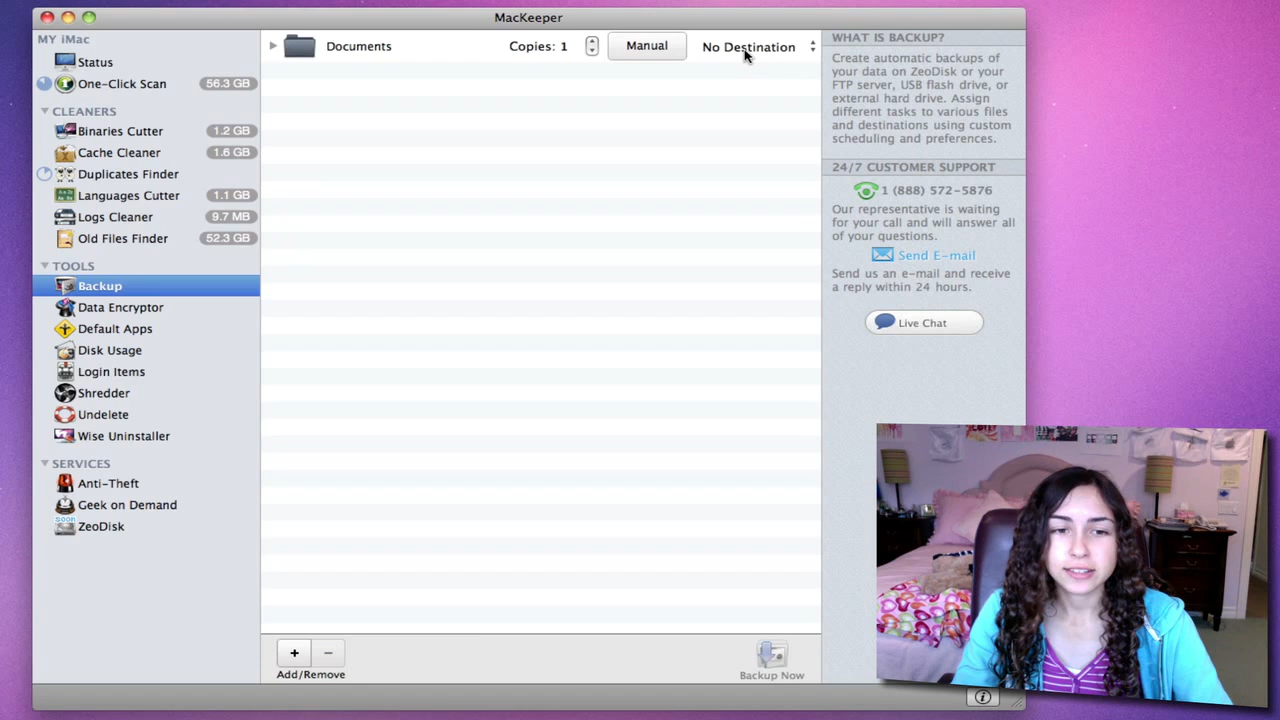 MacKeeper
MY iMac
Status
One-Click Scan 56.3 GB
CLEANERS
Binaries Cutter 1.2 GB
Cache Cleaner 1.6 GB
Duplicates Finder
Languages Cutter 1.1 GB
Logs Cleaner 9.7 MB
Old Files Finder 52.3 GB
TOOLS
Backup
Data Encryptor
Default Apps
Disk Usage
Login Items
Shredder
Undelete
Wise Uninstaller
SERVICES
Anti-Theft
Geek on Demand
soon
ZeoDisk
Documents Copies: 1 Manual No Destination
+ −
Add/Remove
Backup Now
WHAT IS BACKUP?
Create automatic backups of
your data on ZeoDisk or your
FTP server, USB flash drive, or
external hard drive. Assign
different tasks to various files
and destinations using custom
scheduling and preferences.
24/7 CUSTOMER SUPPORT
1 (888) 572-5876
Our representative is waiting
for your call and will answer all
of your questions.
Send E-mail
Send us an e-mail and receive
a reply within 24 hours.
Live Chat